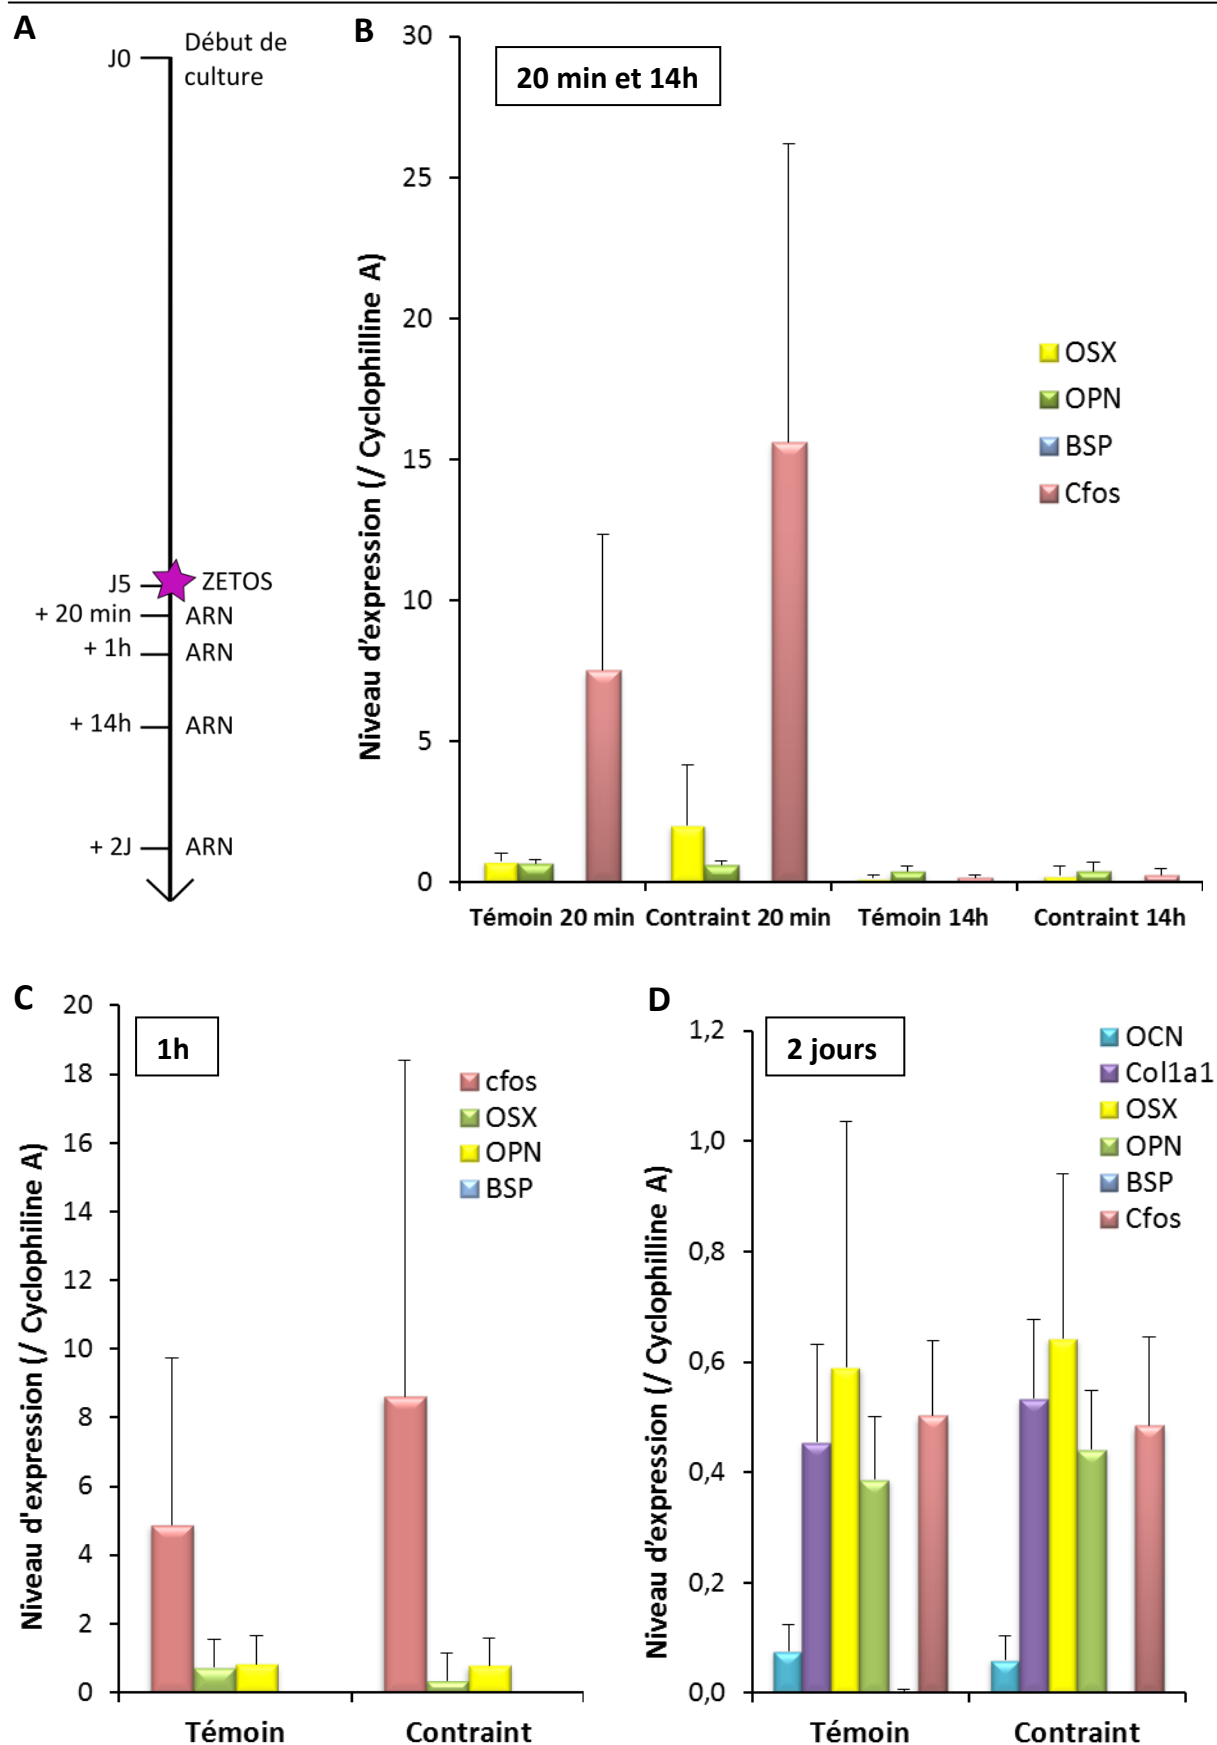 A
J0
Début de
culture
J5
ZETOS
+ 20 min
ARN
+ 1h
ARN
+ 14h
ARN
+ 2J
ARN
B
20 min et 14h
Niveau d'expression (/ Cyclophilline A)
30
25
20
15
10
5
0
OSX
OPN
BSP
Cfos
Témoin 20 min
Contraint 20 min
Témoin 14h
Contraint 14h
C
1h
Niveau d'expression (/ Cyclophiline A)
20
18
16
14
12
10
8
6
4
2
0
cfos
OSX
OPN
BSP
Témoin
Contraint
D
2 jours
Niveau d'expression (/ Cyclophilline A)
1,2
1,0
0,8
0,6
0,4
0,2
0,0
OCN
Col1a1
OSX
OPN
BSP
Cfos
Témoin
Contraint